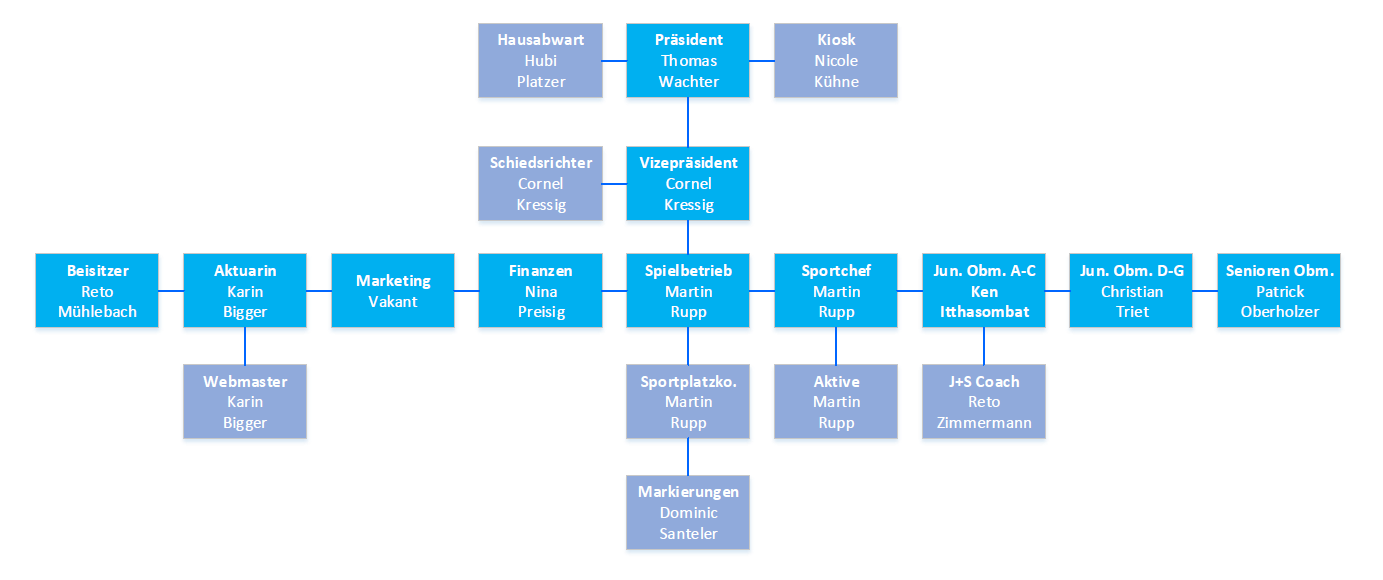 Hausabwart
Hubi
Platzer
Präsident
Thomas
Wachter
Kiosk
Nicole
Kühne
Schiedsrichter
Cornel
Kressig
Vizepräsident
Cornel
Kressig
Beisitzer
Reto
Mühlebach
Aktuarin
Karin
Bigger
Marketing
Vakant
Finanzen
Nina
Preisig
Spielbetrieb
Martin
Rupp
Sportchef
Martin
Rupp
Jun. Obm. A-C
Ken
Itthasombat
Jun. Obm. D-G
Christian
Triet
Senioren Obm.
Patrick
Oberholzer
Webmaster
Karin
Bigger
Sportplatzko.
Martin
Rupp
Aktive
Martin
Rupp
J+S Coach
Reto
Zimmermann
Markierungen
Dominic
Santeler